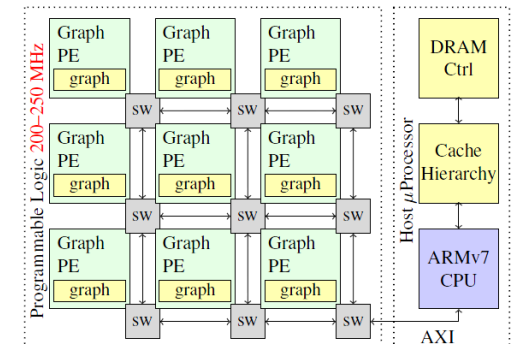 Programmable Logic 200–250 MHz
Graph
PE
graph
Graph
PE
graph
Graph
PE
graph
SW
SW
SW
Graph
PE
graph
Graph
PE
graph
Graph
PE
graph
SW
SW
SW
Graph
PE
graph
Graph
PE
graph
Graph
PE
graph
SW
SW
SW
Host μProcessor
DRAM
Ctrl
Cache
Hierarchy
ARMv7
CPU
AXI